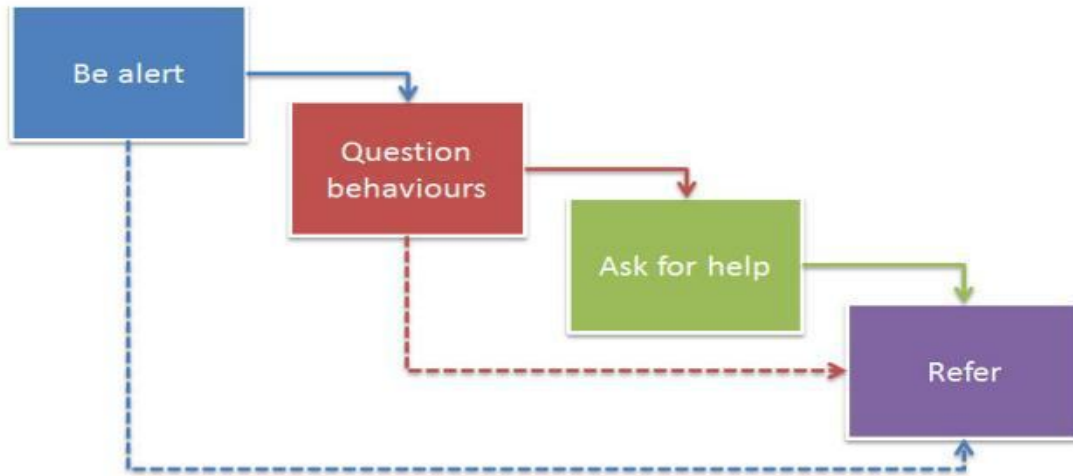 Be alert
Question
behaviours
Ask for help
Refer